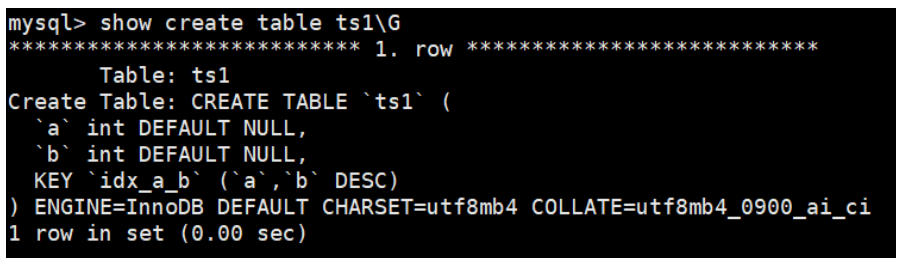 mysql> show create table ts1\G
*************************** 1. row ***************************
Table: ts1
Create Table: CREATE TABLE `ts1` (
`a` int DEFAULT NULL,
`b` int DEFAULT NULL,
KEY `idx_a_b` (`a`,`b` DESC)
) ENGINE=InnoDB DEFAULT CHARSET=utf8mb4 COLLATE=utf8mb4_0900_ai_ci
1 row in set (0.00 sec)